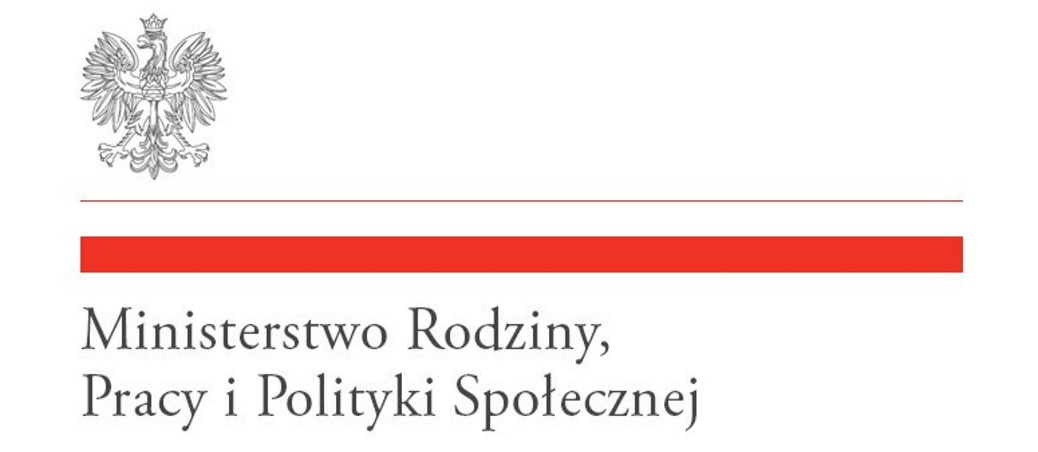 Ministerstwo Rodziny,
Pracy i Polityki Społecznej